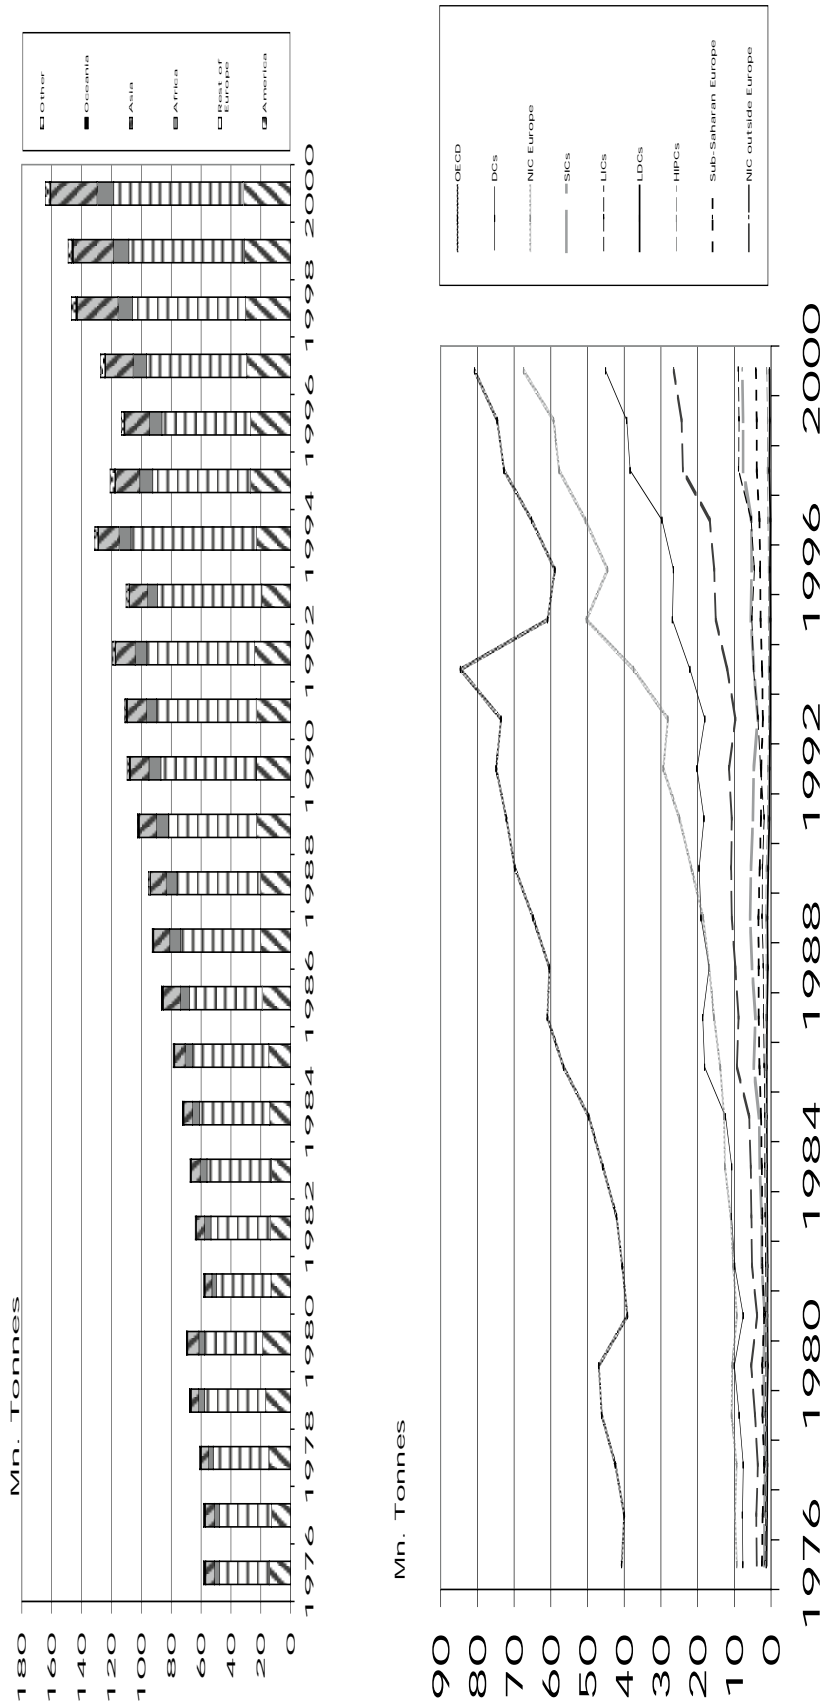 Mn. Tonnes
180
160
140
120
100
80
60
40
20
0
1976
1978
1980
1982
1984
1986
1988
1990
1992
1994
1996
1998
2000
Other
Oceania
Asia
Africa
Rest of
Europe
America
Mn. Tonnes
90
80
70
60
50
40
30
20
10
0
1976
1980
1984
1988
1992
1996
2000
OECD
DCs
NIC Europe
SICs
LICs
LDCs
HIPCs
Sub-Saharan Europe
NIC outside Europe